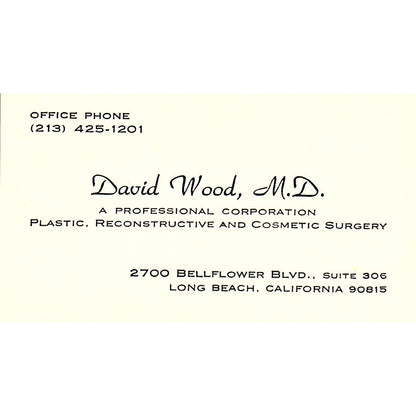 OFFICE PHONE
(213) 425-1201
David Wood, M.D.
A PROFESSIONAL CORPORATION
PLASTIC, RECONSTRUCTIVE AND COSMETIC SURGERY
2700 BELLFLOWER BLVD., SUITE 306
LONG BEACH, CALIFORNIA 90815